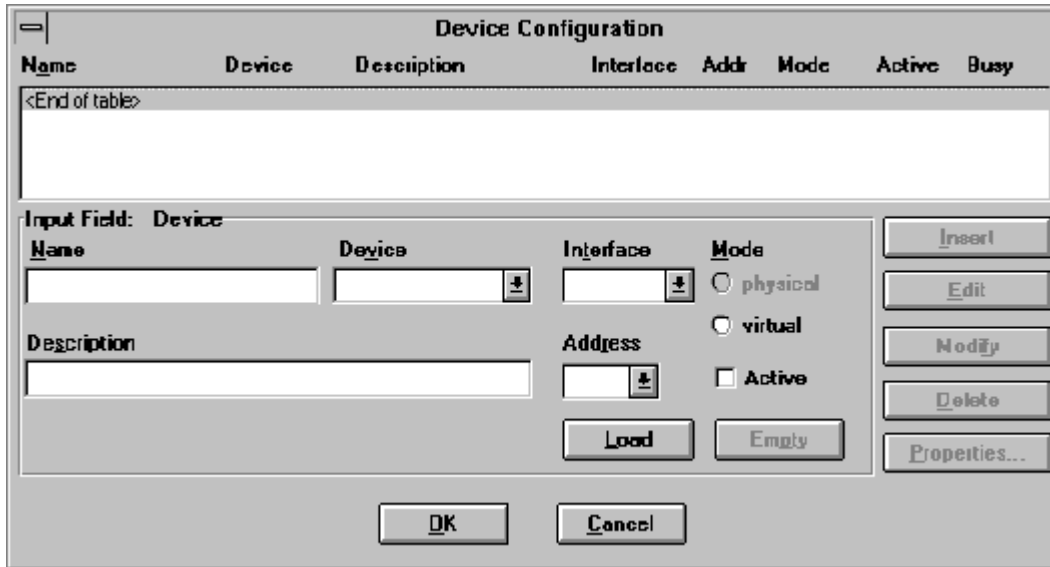 Device Configuration
Name Device Description Interface Addr Mode Active Busy
<End of table>
Input Field: Device
Name Device Interface Mode
physical
virtual
Description Address
Active
Load Empty
Insert
Edit
Modify
Delete
Properties...
OK Cancel